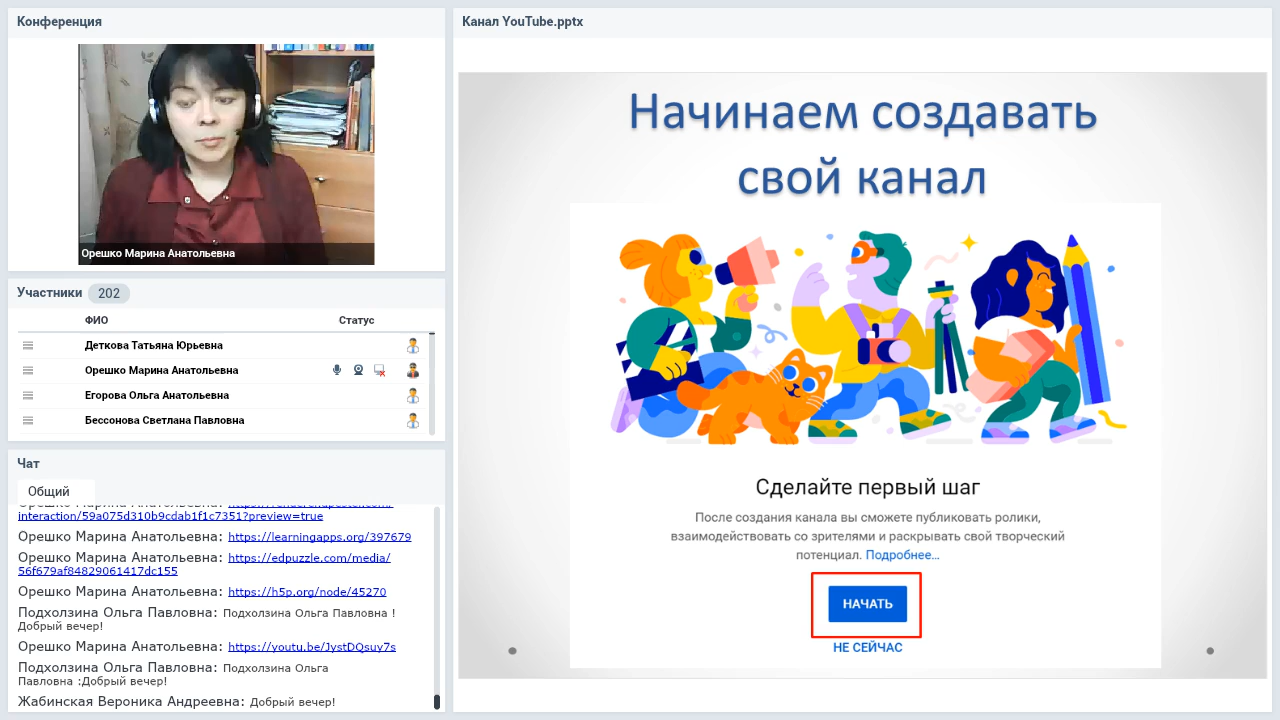 Конференция
Орешко Марина Анатольевна
Участники 202
ФИО Статус
Деткова Татьяна Юрьевна
Орешко Марина Анатольевна
Егорова Ольга Анатольевна
Бессонова Светлана Павловна
Чат
Общий
Орешко Марина Анатольевна:
interaction/59a075d310b9cdab1f1c7351?preview=true
Орешко Марина Анатольевна: https://learningapps.org/397679
Орешко Марина Анатольевна: https://edpuzzle.com/media/
56f679af84829061417dc155
Орешко Марина Анатольевна: https://h5p.org/node/45270
Подхолзина Ольга Павловна: Подхолзина Ольга Павловна !
Добрый вечер!
Орешко Марина Анатольевна: https://youtu.be/JystDQsuy7s
Подхолзина Ольга Павловна: Подхолзина Ольга
Павловна :Добрый вечер!
Жабинская Вероника Андреевна: Добрый вечер!
Канал YouTube.pptx
Начинаем создавать
свой канал
Сделайте первый шаг
После создания канала вы сможете публиковать ролики,
взаимодействовать со зрителями и раскрывать свой творческий
потенциал. Подробнее…
НАЧАТЬ
НЕ СЕЙЧАС